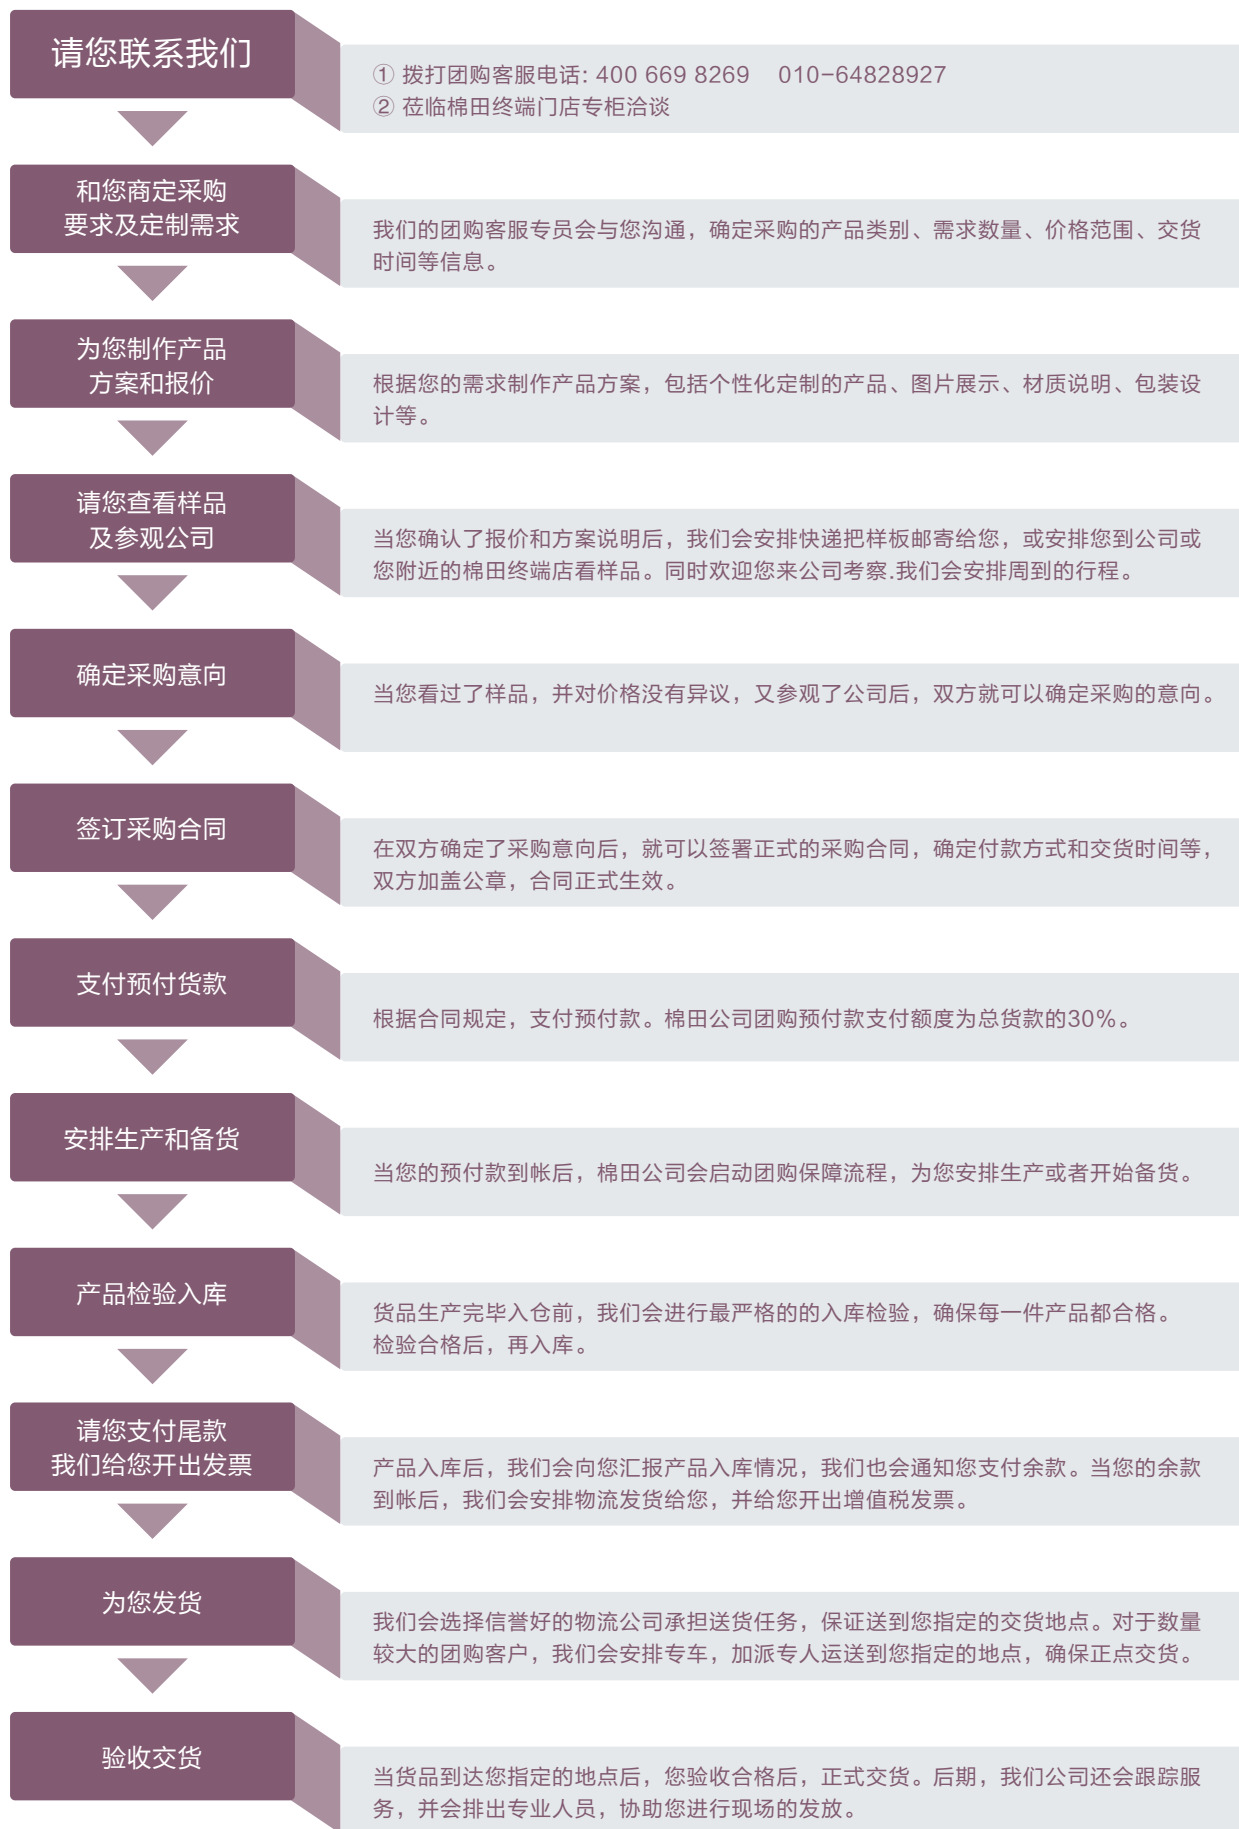 请您联系我们
① 拨打团购客服电话: 400 669 8269 010-64828927
② 莅临棉田终端门店专柜洽谈
和您商定采购
要求及定制需求
我们的团购客服专员会与您沟通，确定采购的产品类别、需求数量、价格范围、交货
时间等信息。
为您制作产品
方案和报价
根据您的需求制作产品方案，包括个性化定制的产品、图片展示、材质说明、包装设
计等。
请您查看样品
及参观公司
当您确认了报价和方案说明后，我们会安排快递把样板邮寄给您，或安排您到公司或
您附近的棉田终端店看样品。同时欢迎您来公司考察.我们会安排周到的行程。
确定采购意向
当您看过了样品，并对价格没有异议，又参观了公司后，双方就可以确定采购的意向。
签订采购合同
在双方确定了采购意向后，就可以签署正式的采购合同，确定付款方式和交货时间等，
双方加盖公章，合同正式生效。
支付预付货款
根据合同规定，支付预付款。棉田公司团购预付款支付额度为总货款的30%。
安排生产和备货
当您的预付款到帐后，棉田公司会启动团购保障流程，为您安排生产或者开始备货。
产品检验入库
货品生产完毕入仓前，我们会进行最严格的的入库检验，确保每一件产品都合格。
检验合格后，再入库。
请您支付尾款
我们给您开出发票
产品入库后，我们会向您汇报产品入库情况，我们也会通知您支付余款。当您的余款
到帐后，我们会安排物流发货给您，并给您开出增值税发票。
为您发货
我们会选择信誉好的物流公司承担送货任务，保证送到您指定的交货地点。对于数量
较大的团购客户，我们会安排专车，加派专人运送到您指定的地点，确保正点交货。
验收交货
当货品到达您指定的地点后，您验收合格后，正式交货。后期，我们公司还会跟踪服
务，并会排出专业人员，协助您进行现场的发放。